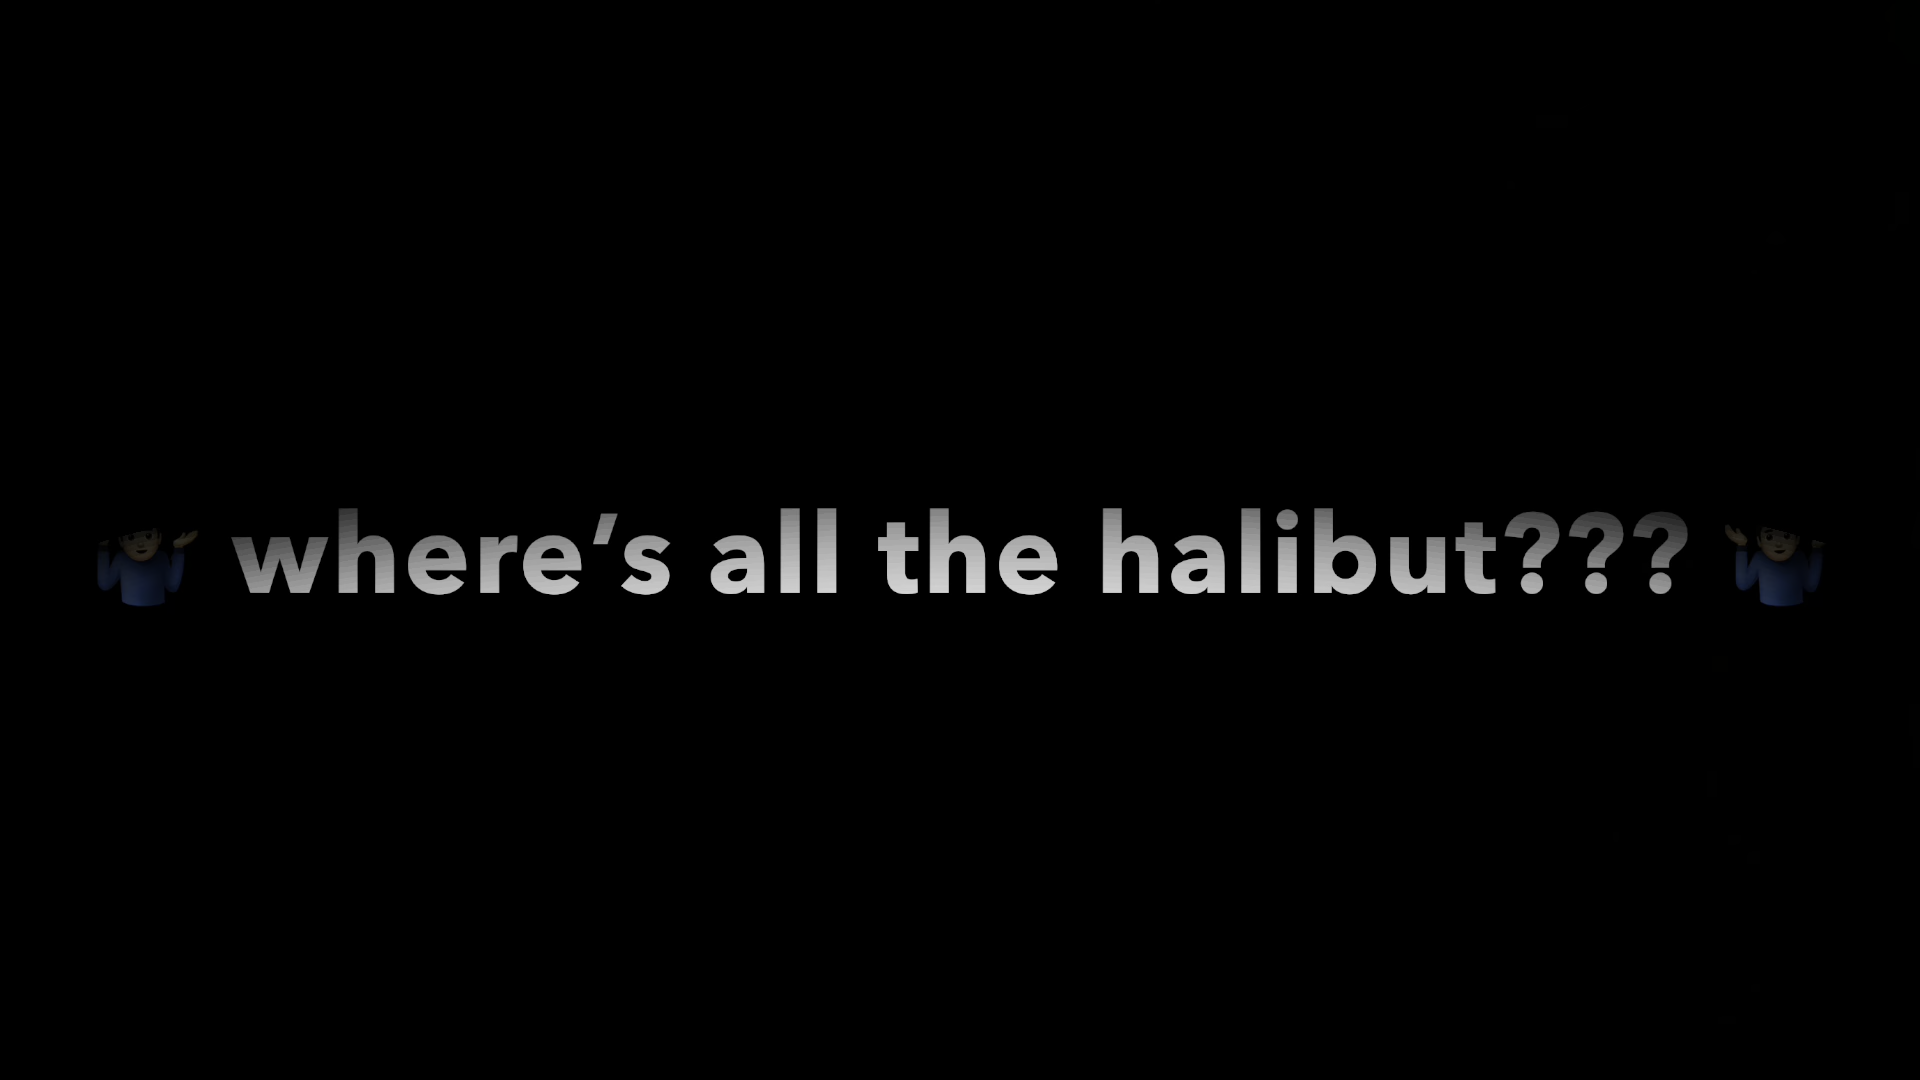 🤷‍♂️ where's all the halibut??? 🤷‍♂️